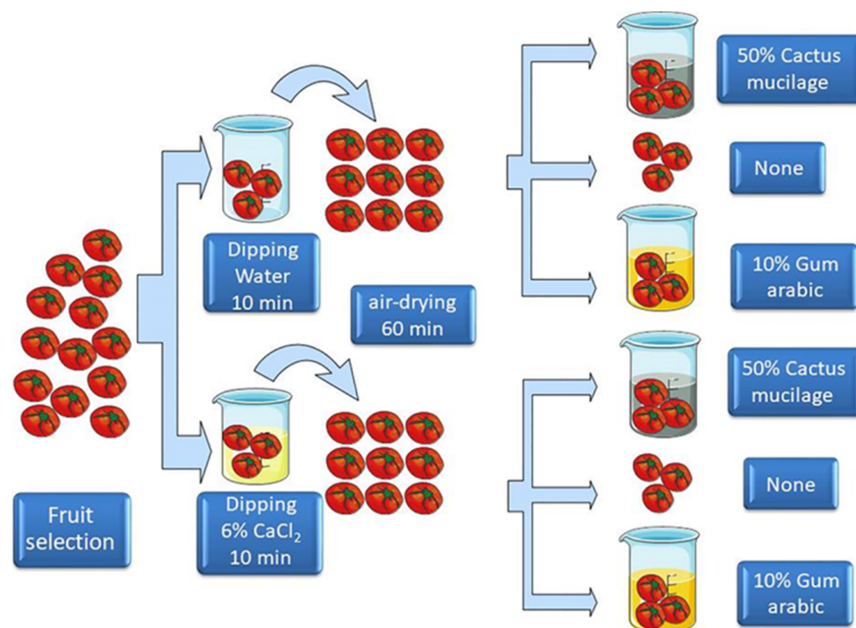 Fruit
selection
Dipping
Water
10 min
Dipping
6% CaCl₂
10 min
air-drying
60 min
50% Cactus
mucilage
None
10% Gum
arabic
50% Cactus
mucilage
None
10% Gum
arabic